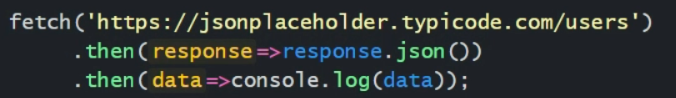 fetch('https://jsonplaceholder.typicode.com/users')
.then(response=>response.json())
.then(data=>console.log(data));